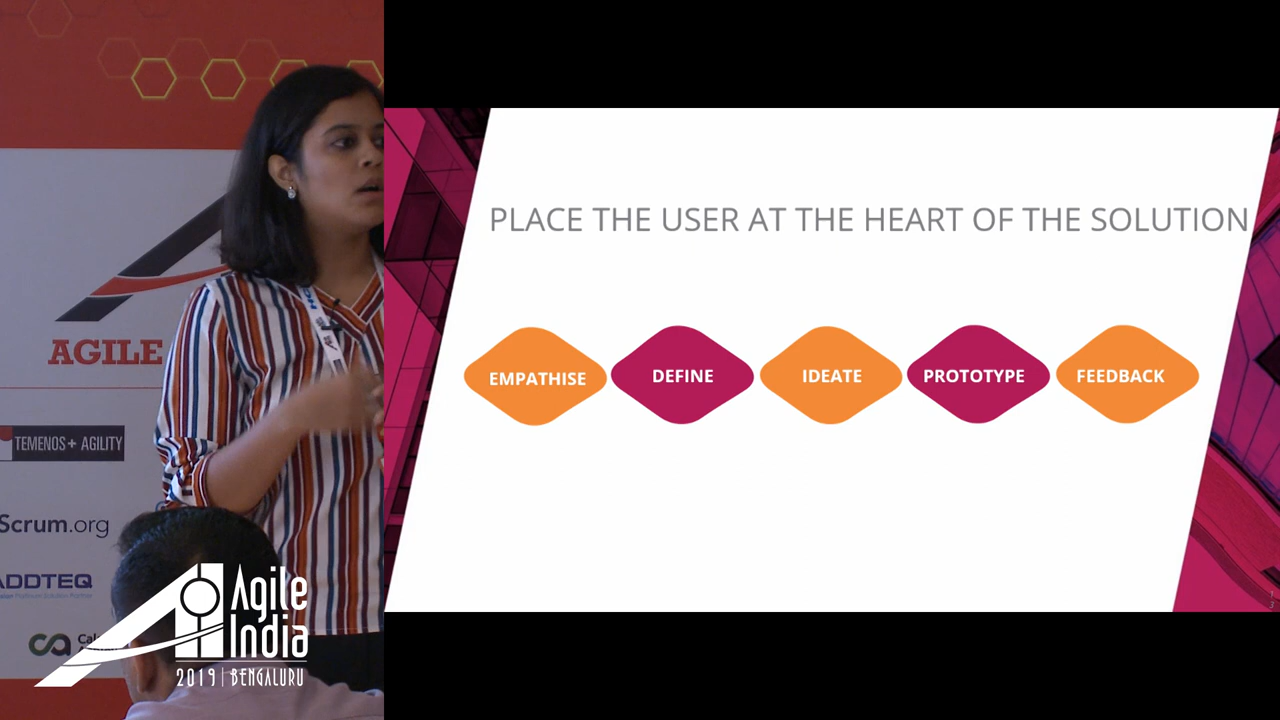 AGILE
TEMENOS+ AGILITY
Scrum.org
ADDTEQ
Agile
India
2019 | BENGALURU
PLACE THE USER AT THE HEART OF THE SOLUTION
EMPATHISE
DEFINE
IDEATE
PROTOTYPE
FEEDBACK